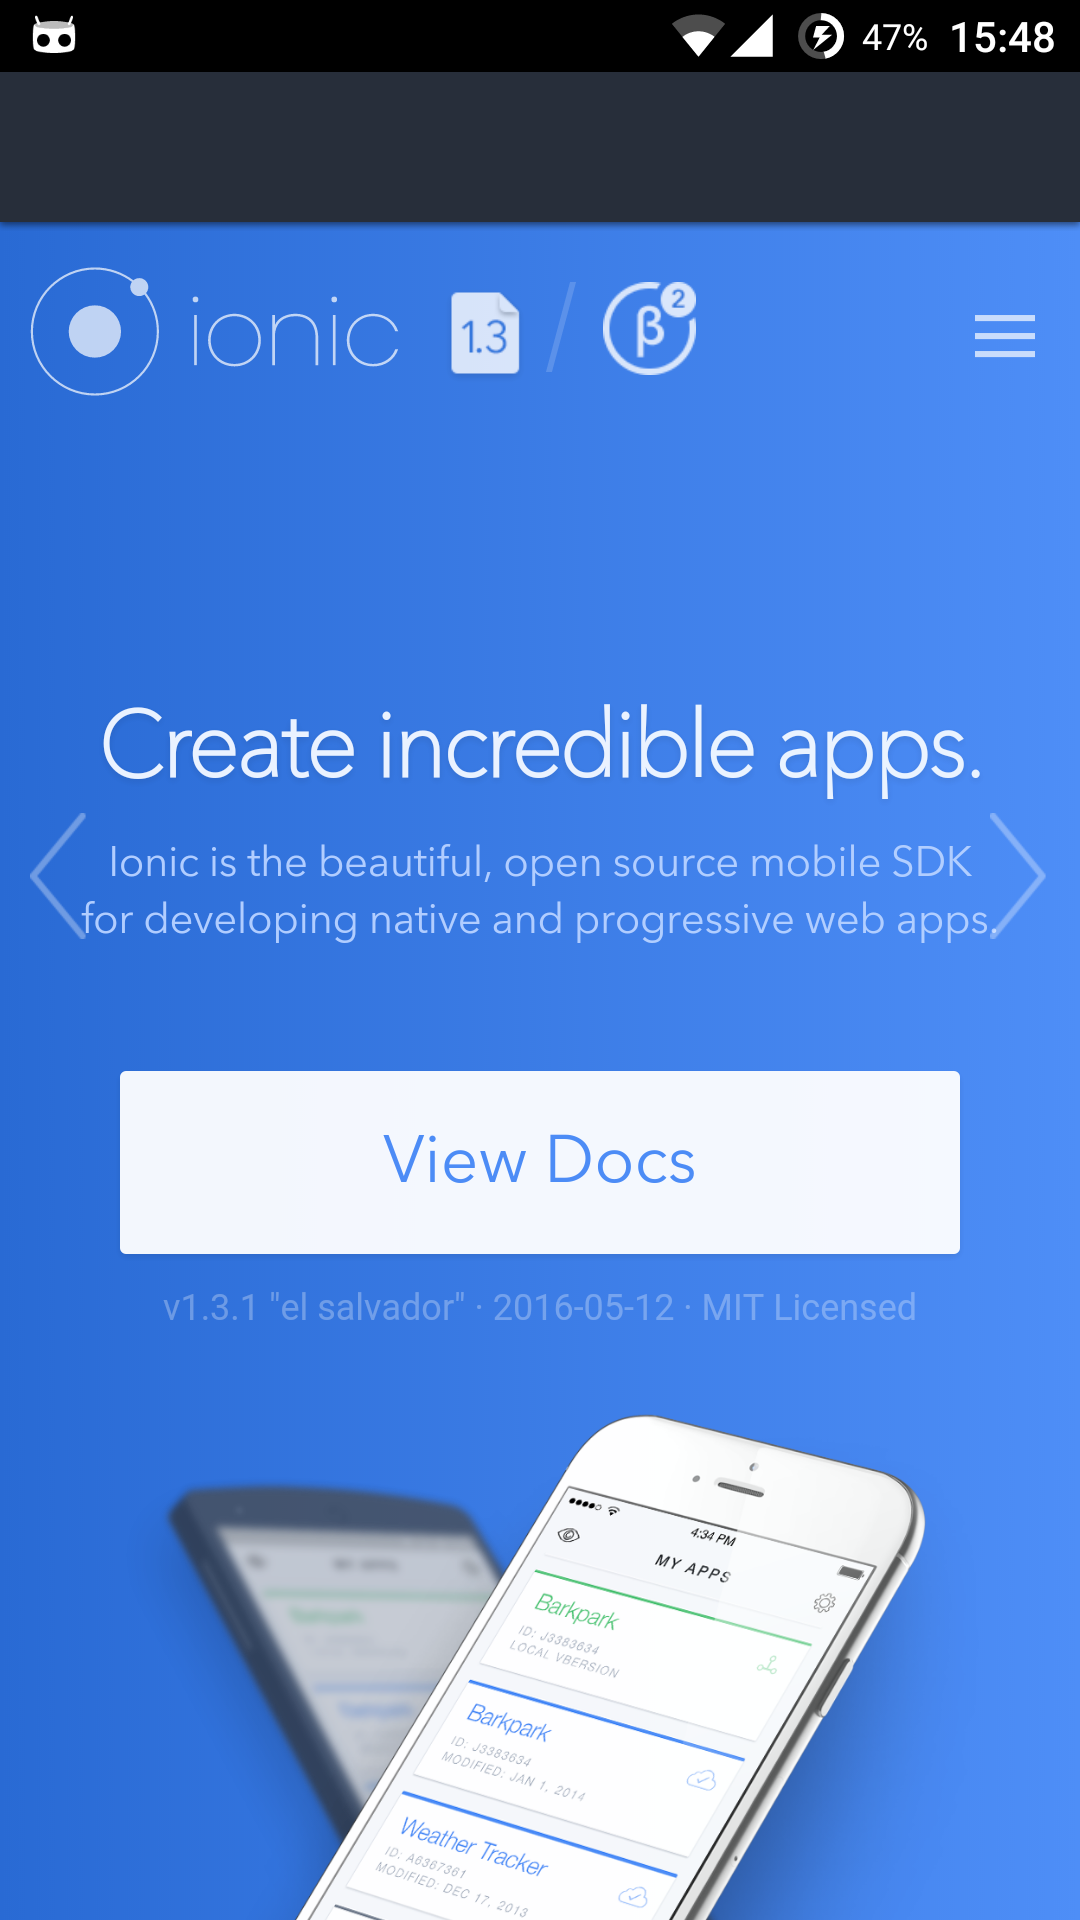 47% 15:48
ionic 1.3 β 2
Create incredible apps.
Ionic is the beautiful, open source mobile SDK
for developing native and progressive web apps.
View Docs
v1.3.1 "el salvador" · 2016-05-12 · MIT Licensed
4:34 PM
MY APPS
Barkpark
ID: J3383634
LOCAL VBERSION
Barkpark
ID: J3383634
MODIFIED: JAN 1, 2014
Weather Tracker
ID: A6367361
MODIFIED: DEC 17, 2013